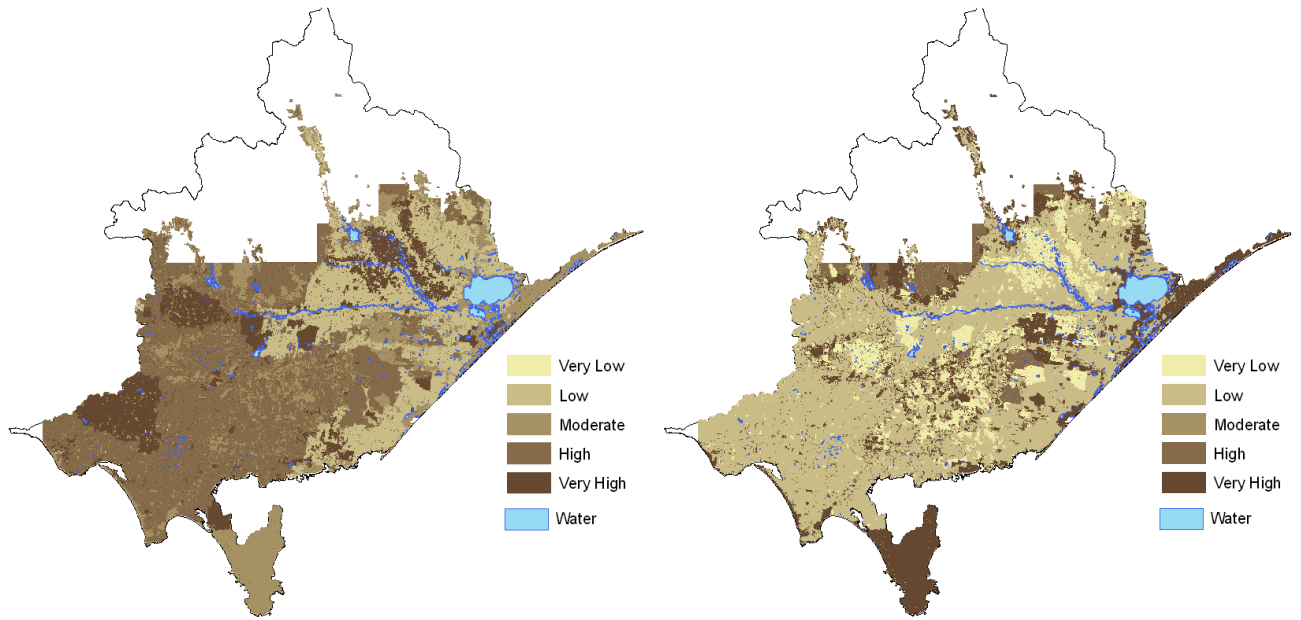 Very Low
Low
Moderate
High
Very High
Water
Very Low
Low
Moderate
High
Very High
Water